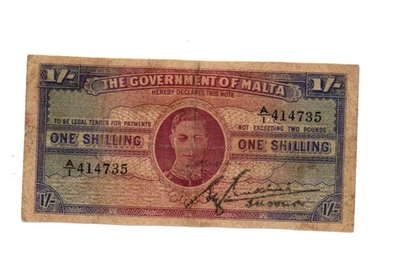 1/- THE GOVERNMENT OF MALTA 1/-
HEREBY DECLARES THIS NOTE
A/1 414735
TO BE LEGAL TENDER FOR PAYMENTS NOT EXCEEDING TWO POUNDS
ONE SHILLING ONE SHILLING
A/1 414735
1/- 1/-